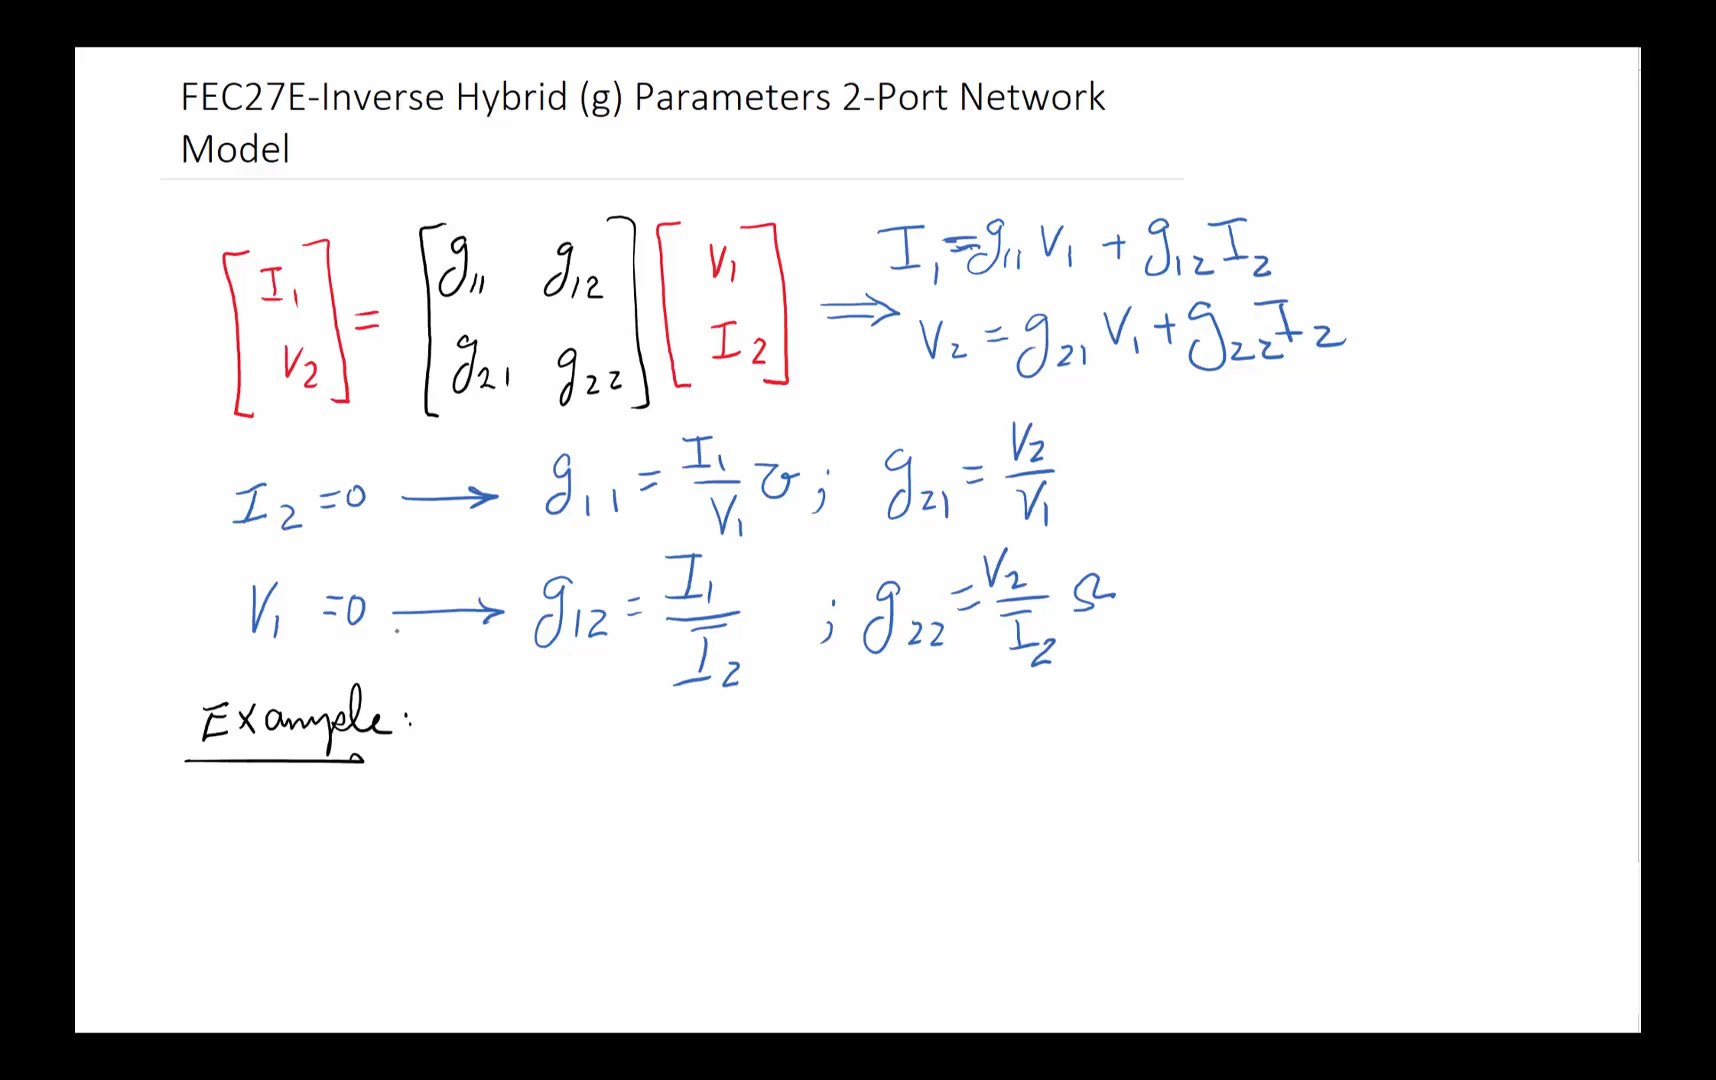 FEC27E-Inverse Hybrid (g) Parameters 2-Port Network
Model
[I₁ V₂] = [g₁₁ g₁₂ g₂₁ g₂₂] [V₁ I₂] ⟹ I₁ = g₁₁ V₁ + g₁₂ I₂
V₂ = g₂₁ V₁ + g₂₂ I₂
I₂ = 0 ⟶ g₁₁ = I₁/V₁ ℧ ; g₂₁ = V₂/V₁
V₁ = 0 ⟶ g₁₂ = I₁/I₂ ; g₂₂ = V₂/I₂ Ω
Example: